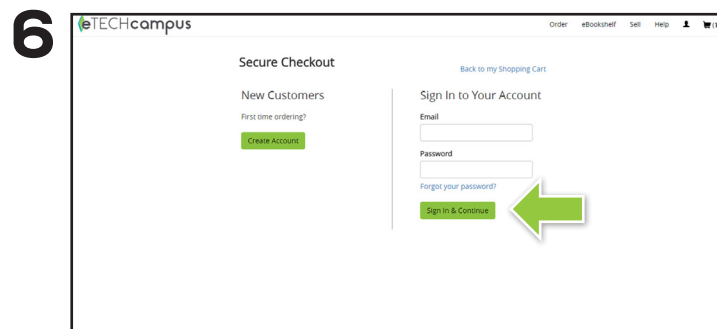 6
eTECHcampus
Order eBookshelf Sell Help
Secure Checkout
Back to my Shopping Cart
New Customers
First time ordering?
Create Account
Sign In to Your Account
Email
Password
Forgot your password?
Sign In & Continue